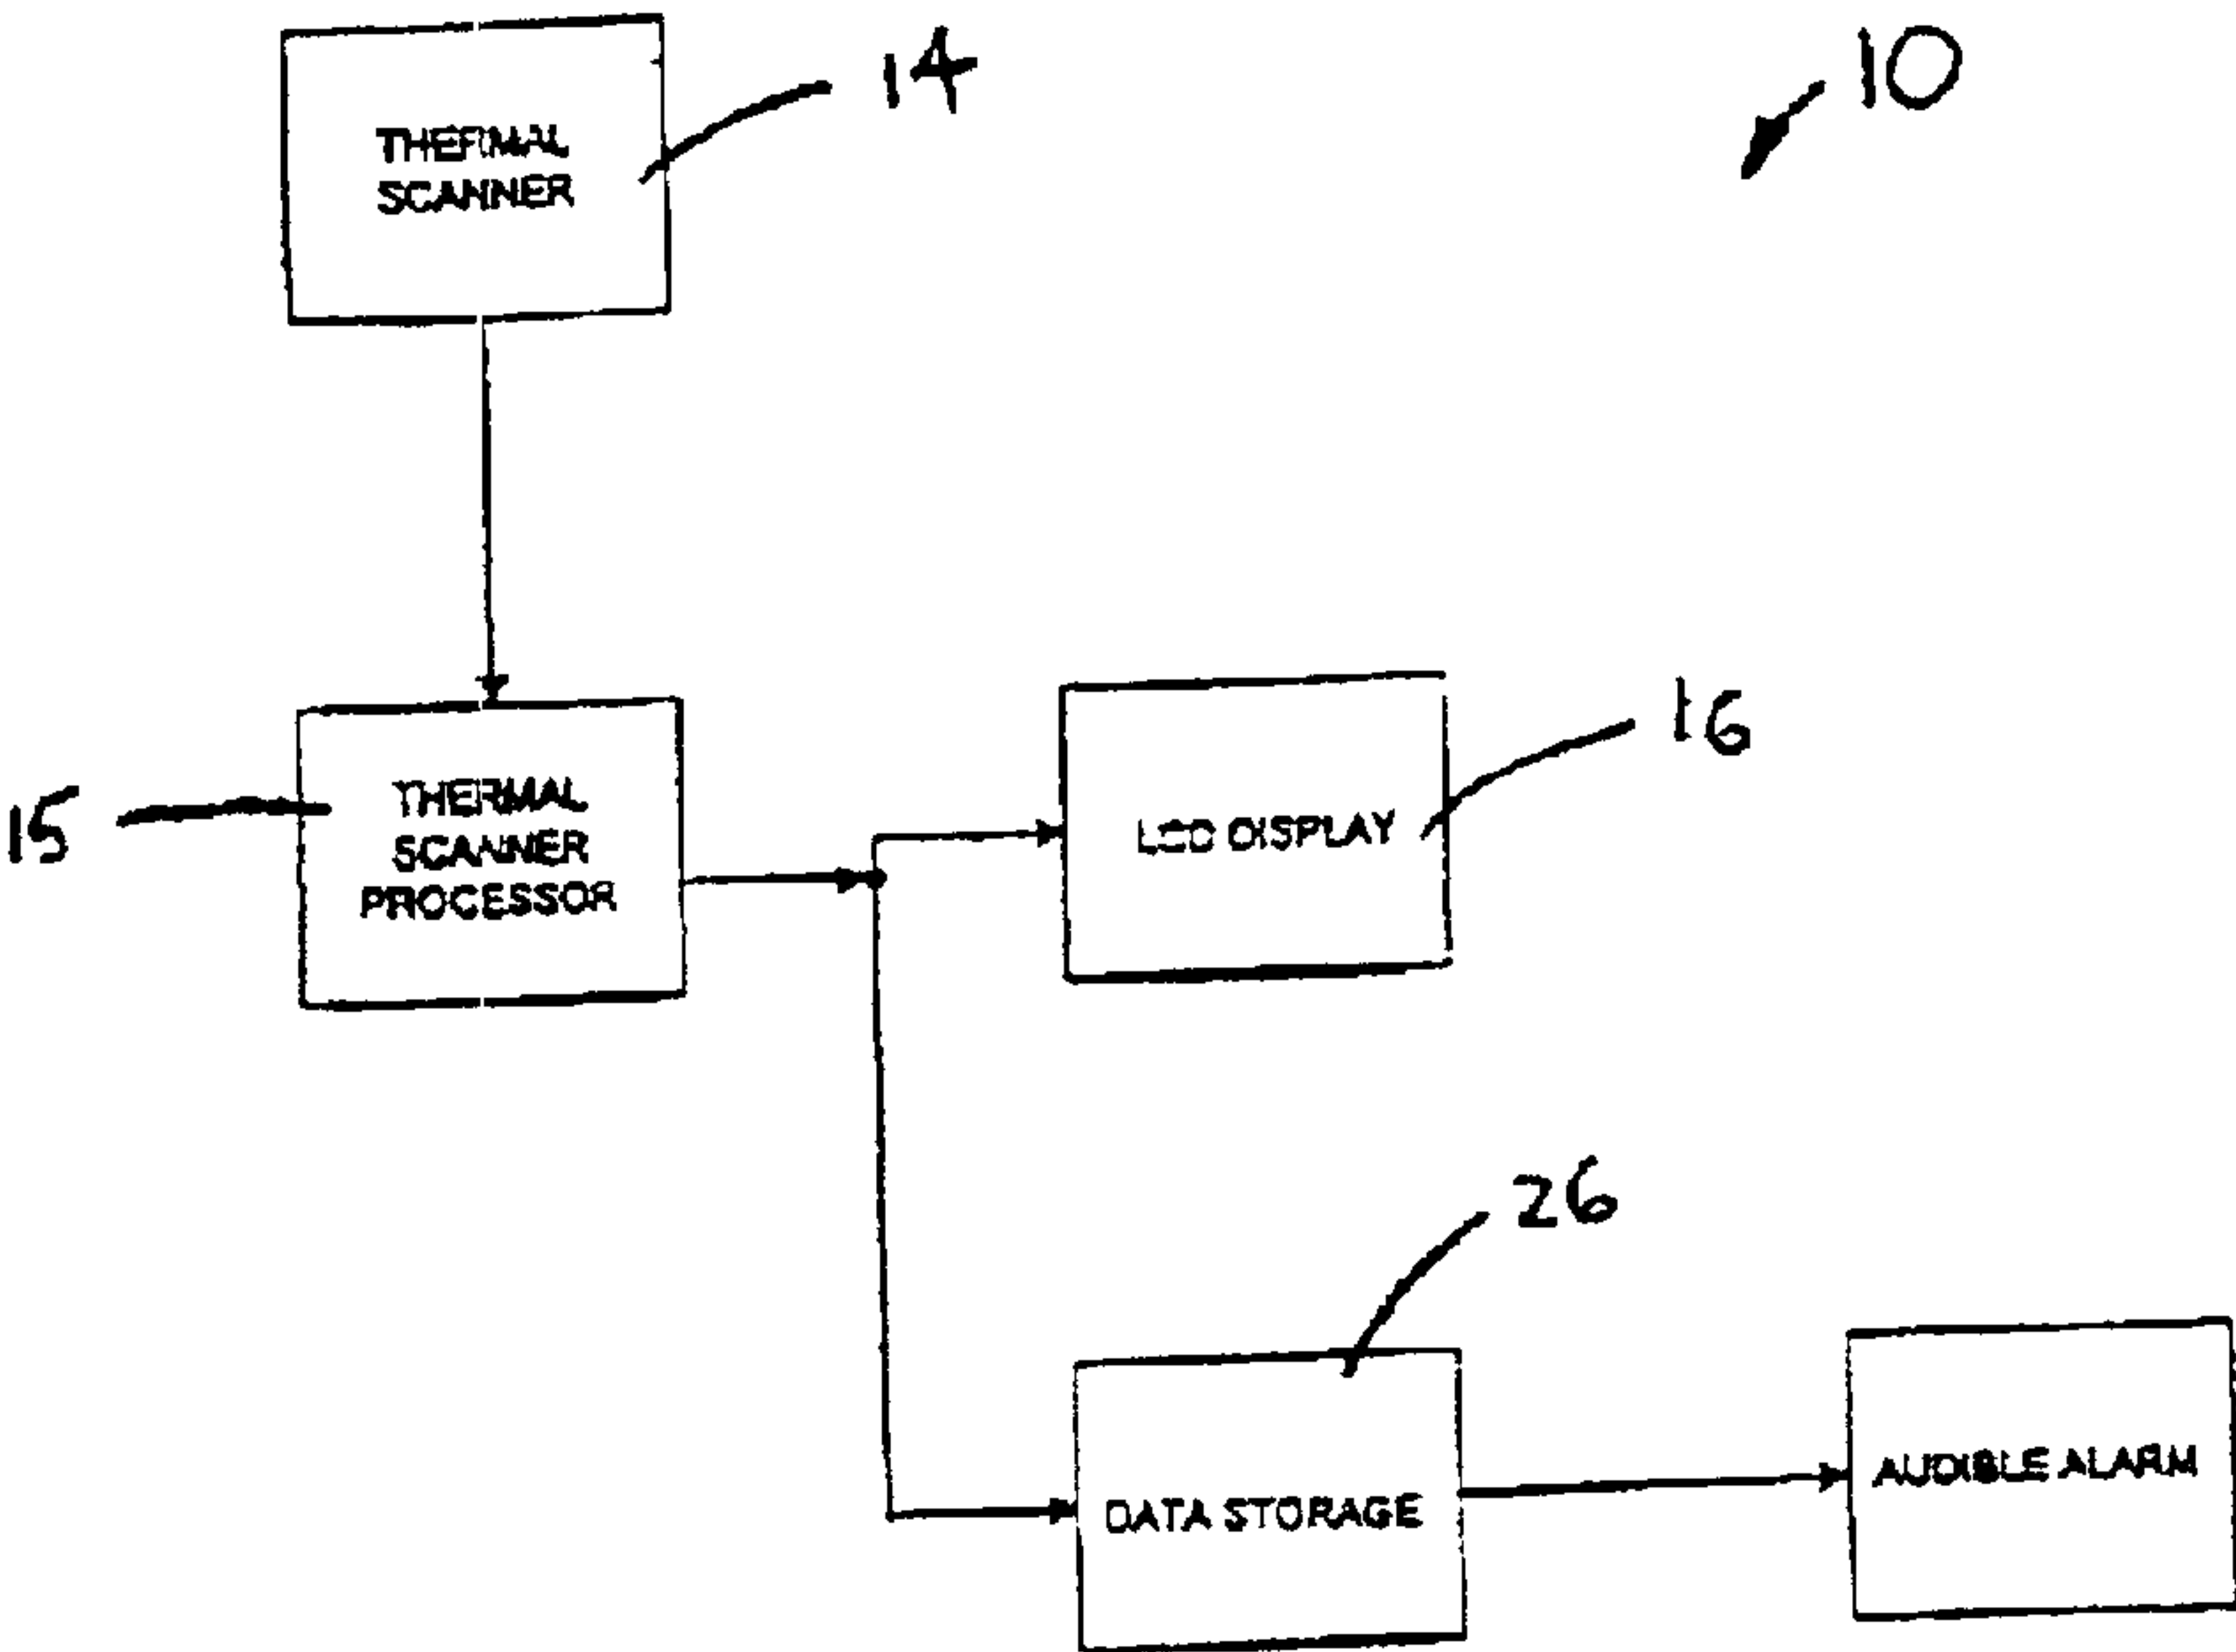 THERMAL
SCANNER
14
10
15
THERMAL
SCANNER
PROCESSOR
LCD DISPLAY
16
26
DATA STORAGE
AUDIBLE ALARM